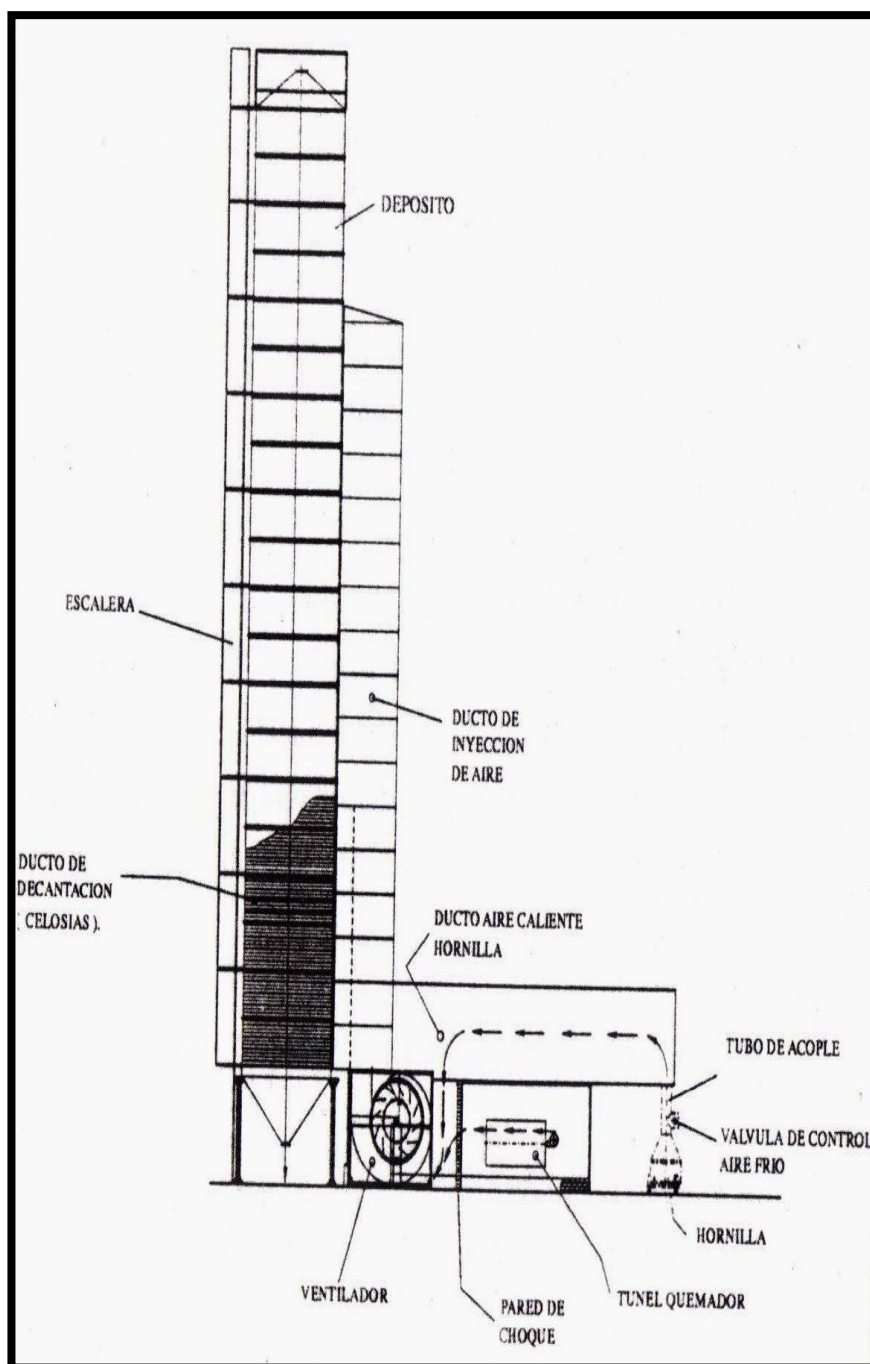 DEPOSITO
ESCALERA
DUCTO DE
INYECCION
DE AIRE
DUCTO DE
DECANTACION
( CELOSIAS ).
DUCTO AIRE CALIENTE
HORNILLA
TUBO DE ACOPLE
VALVULA DE CONTROL
AIRE FRIO
HORNILLA
VENTILADOR
PARED DE
CHOQUE
TUNEL QUEMADOR